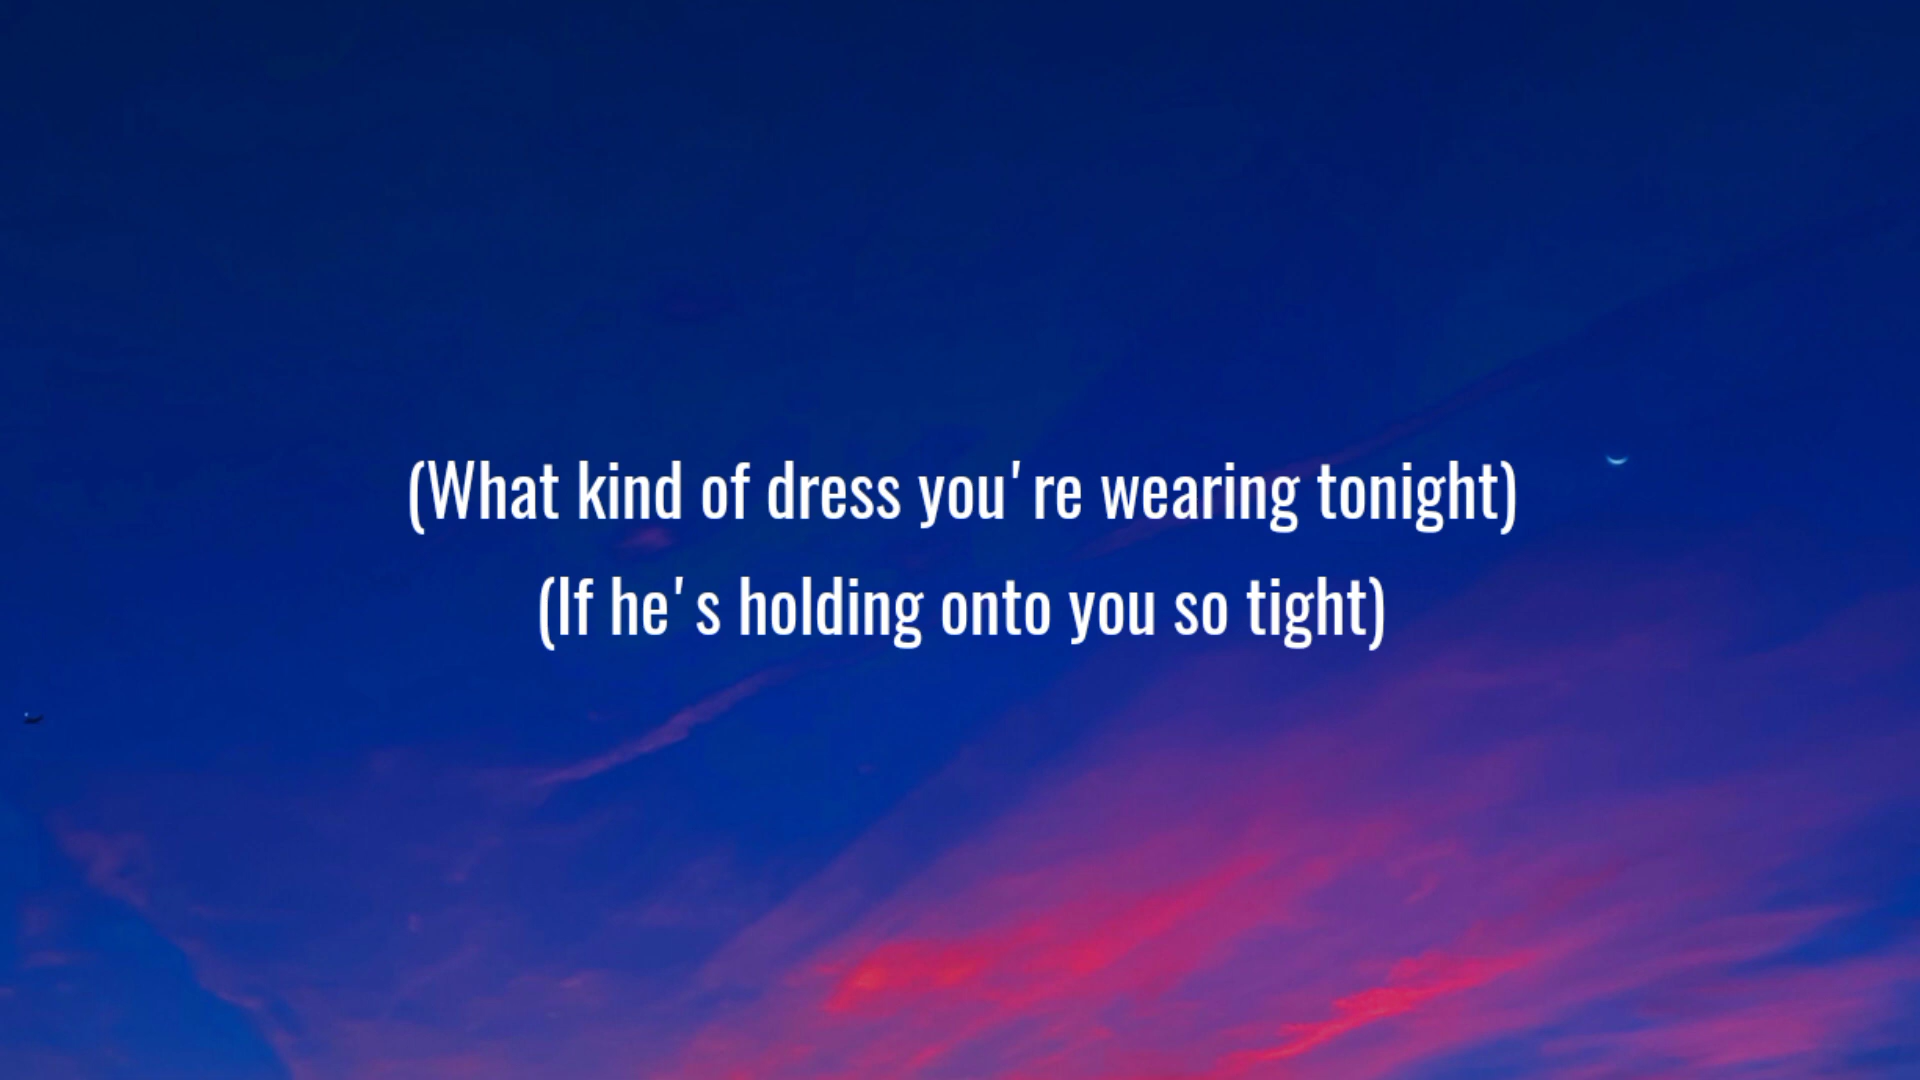 (What kind of dress you're wearing tonight)
(If he's holding onto you so tight)